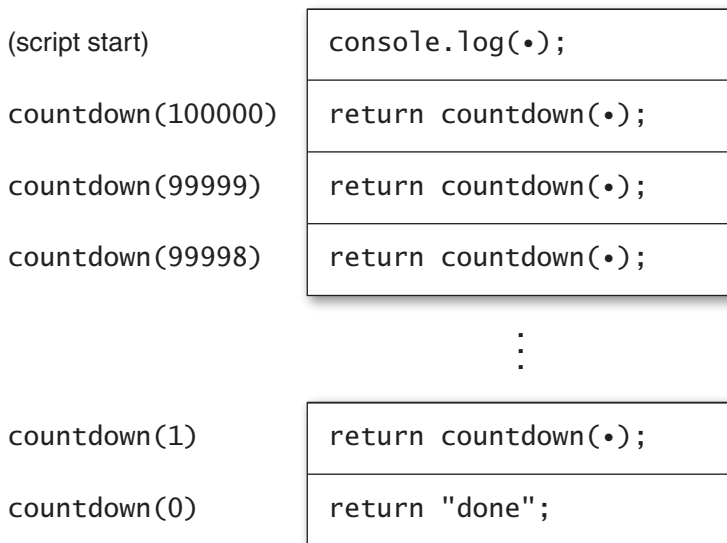 (script start) console.log(•);
countdown(100000) return countdown(•);
countdown(99999) return countdown(•);
countdown(99998) return countdown(•);
⋮
countdown(1) return countdown(•);
countdown(0) return "done";